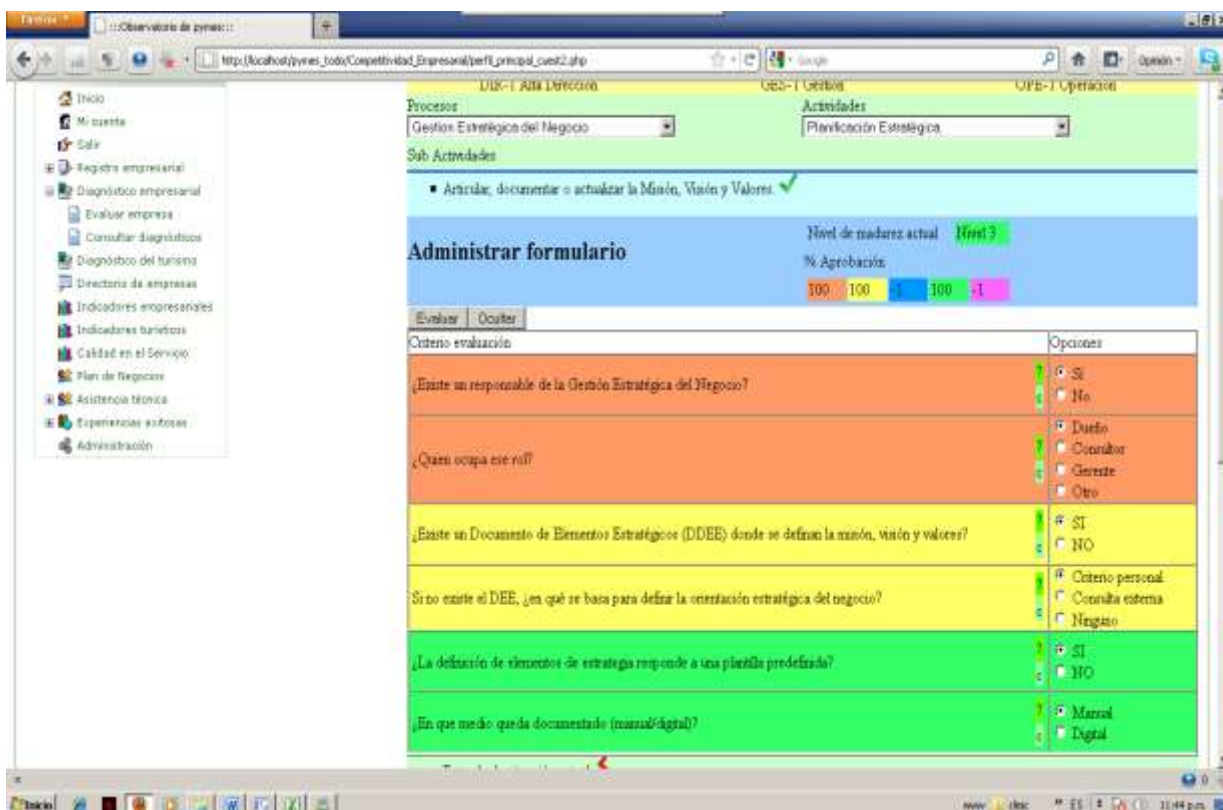 :::Observatorio de pymes:::
http://localhost/pymes_todo/Competitividad_Empresarial/perfil_principal_cuest2.php
Google
Opinión
Inicio
Mi cuenta
Salir
Registro empresarial
Diagnóstico empresarial
Evaluar empresa
Consultar diagnósticos
Diagnóstico del turismo
Directorio de empresas
Indicadores empresariales
Indicadores turísticos
Calidad en el Servicio
Plan de Negocios
Asistencia técnica
Experiencias exitosas
Administración
DIR-1 Alta Dirección GES-1 Gestión OPE-1 Operación
Procesos Actividades
Gestion Estratégica del Negocio Planificación Estratégica
Sub Actividades
Articular, documentar o actualizar la Misión, Visión y Valores.
Administrar formulario
Nivel de madurez actual Nivel 3
% Aprobación
100 100 -1 100 -1
Evaluar Ocultar
Criterio evaluación Opciones
¿Existe un responsable de la Gestión Estratégica del Negocio?
? c
Si
No
¿Quien ocupa ese rol?
? c
Dueño
Consultor
Gerente
Otro
¿Existe un Documento de Elementos Estratégicos (DDEE) donde se definan la misión, visión y valores?
? c
SI
NO
Si no existe el DEE, ¿en qué se basa para definir la orientación estratégica del negocio?
? c
Criterio personal
Consulta externa
Ninguno
¿La definición de elementos de estrategia responde a una plantilla predefinida?
? c
SI
NO
¿En que medio queda documentado (manual/digital)?
? c
Manual
Digital
Inicio
ES
11:44 p.m.